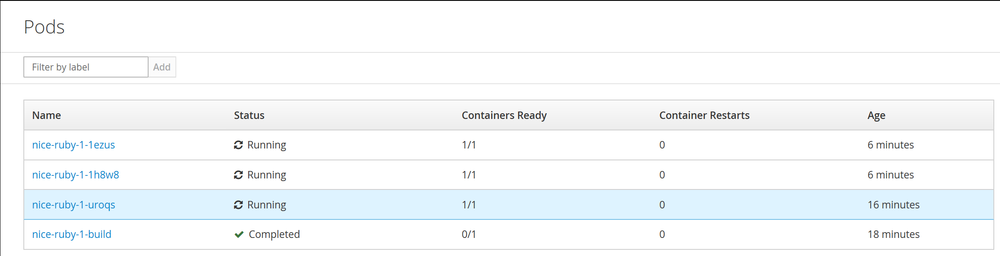 Pods
Filter by label Add
Name Status Containers Ready Container Restarts Age
nice-ruby-1-1ezus Running 1/1 0 6 minutes
nice-ruby-1-1h8w8 Running 1/1 0 6 minutes
nice-ruby-1-uroqs Running 1/1 0 16 minutes
nice-ruby-1-build Completed 0/1 0 18 minutes